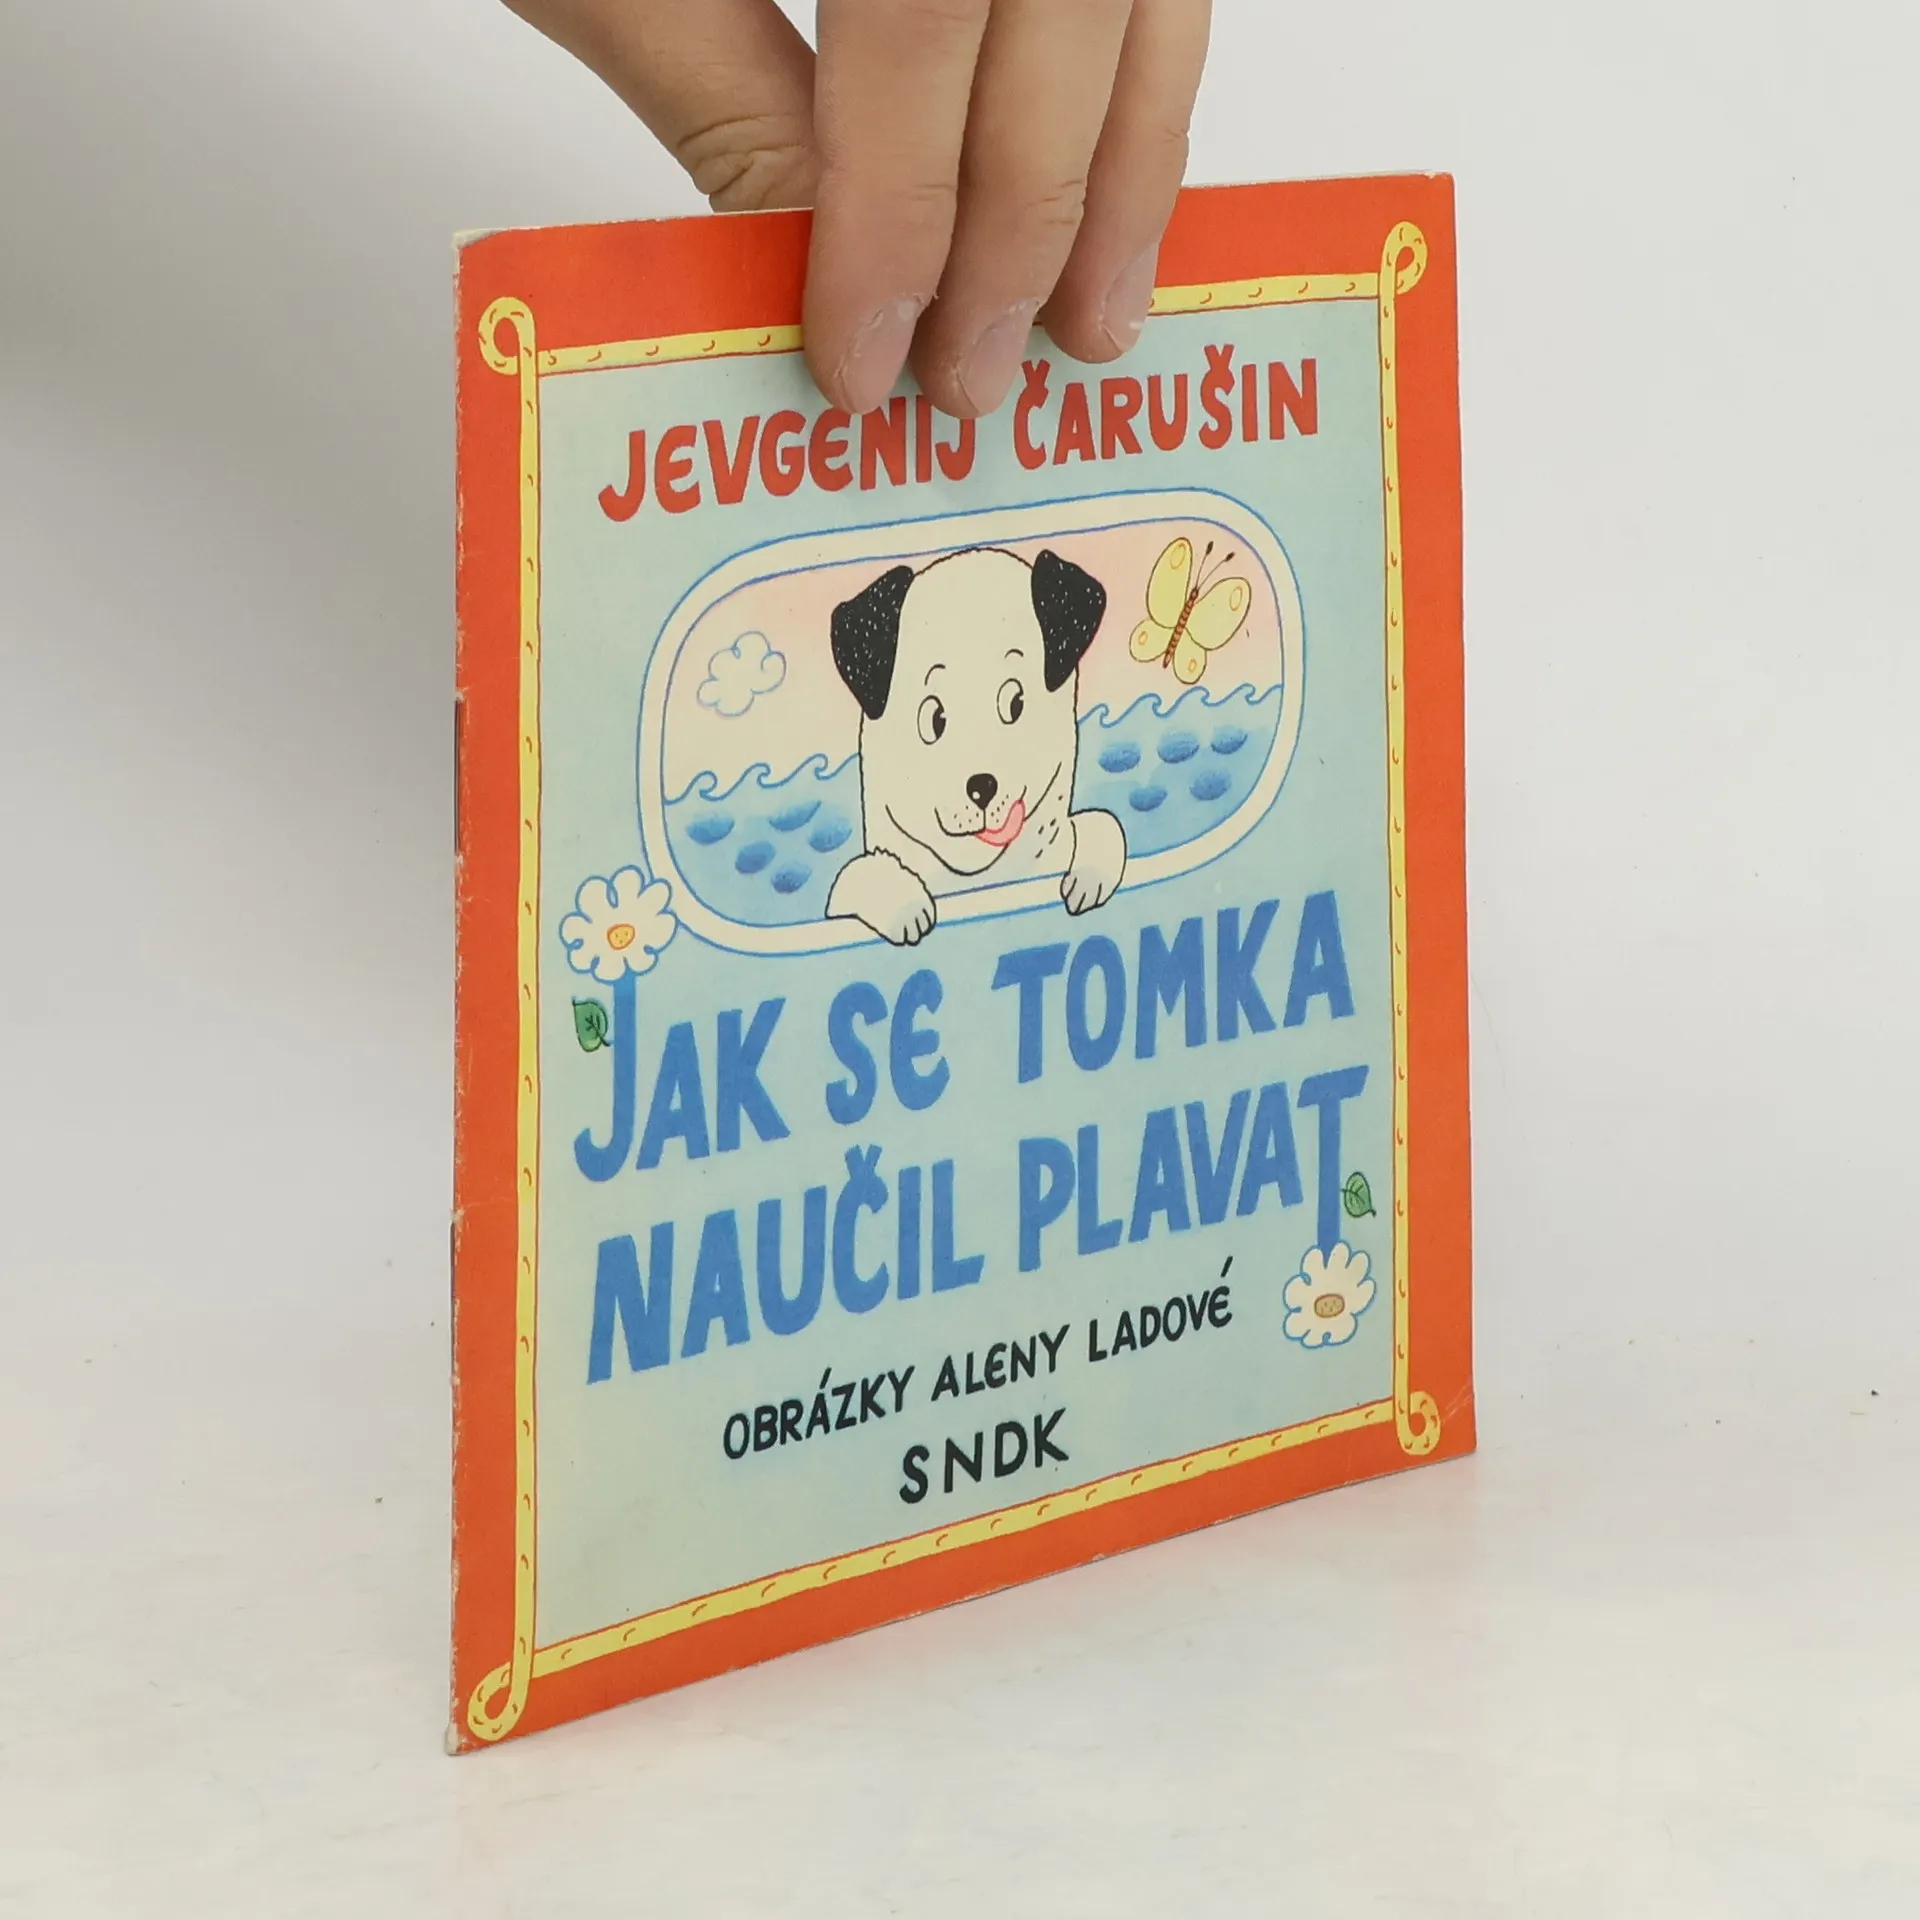 JEVGENIJ ČARUŠIN
JAK SE TOMKA
NAUČIL PLAVAT
OBRÁZKY ALENY LADOVÉ
SNDK